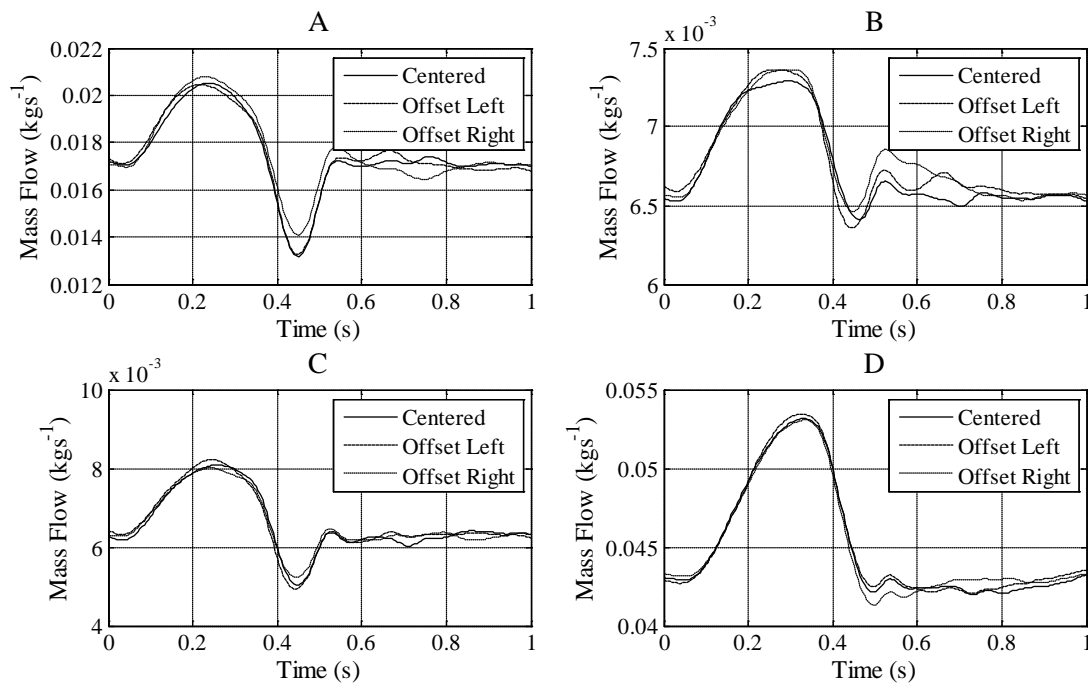 A
Mass Flow (kgs-1)
0.022
0.02
0.018
0.016
0.014
0.012
Centered
Offset Left
Offset Right
0 0.2 0.4 0.6 0.8 1
Time (s)
B
x 10-3
Mass Flow (kgs-1)
7.5
7
6.5
6
Centered
Offset Left
Offset Right
0 0.2 0.4 0.6 0.8 1
Time (s)
C
x 10-3
Mass Flow (kgs-1)
10
8
6
4
Centered
Offset Left
Offset Right
0 0.2 0.4 0.6 0.8 1
Time (s)
D
Mass Flow (kgs-1)
0.055
0.05
0.045
0.04
Centered
Offset Left
Offset Right
0 0.2 0.4 0.6 0.8 1
Time (s)